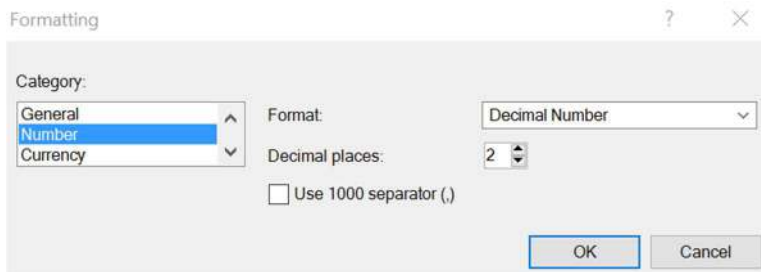 Formatting ?
Category:
General
Number
Currency
Format: Decimal Number
Decimal places: 2
Use 1000 separator (,)
OK Cancel